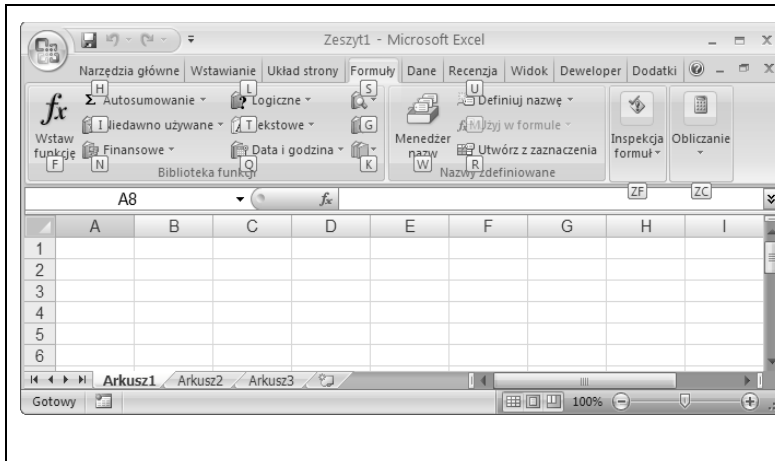 Zeszyt1 - Microsoft Excel
Narzędzia główne Wstawianie Układ strony Formuły Dane Recenzja Widok Deweloper Dodatki
H L S U
fx Σ Autosumowanie Logiczne Definiuj nazwę
I Niedawno używane T Tekstowe G M Użyj w formule
Wstaw funkcję Finansowe Data i godzina Menedżer nazw Utwórz z zaznaczenia Inspekcja formuł Obliczanie
F N Q K W R
Biblioteka funkcji Nazwy zdefiniowane
ZF ZC
A8 fx
A B C D E F G H I
1
2
3
4
5
6
Arkusz1 Arkusz2 Arkusz3
Gotowy 100%